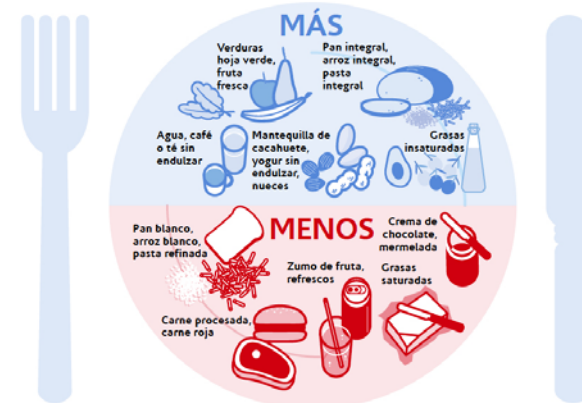 MÁS
Verduras
hoja verde,
fruta
fresca
Pan integral,
arroz integral,
pasta
integral
Agua, café
o té sin
endulzar
Mantequilla de
cacahuete,
yogur sin
endulzar,
nueces
Grasas
insaturadas
MENOS
Pan blanco,
arroz blanco,
pasta refinada
Crema de
chocolate,
mermelada
Zumo de fruta,
refrescos
Grasas
saturadas
Carne procesada,
carne roja